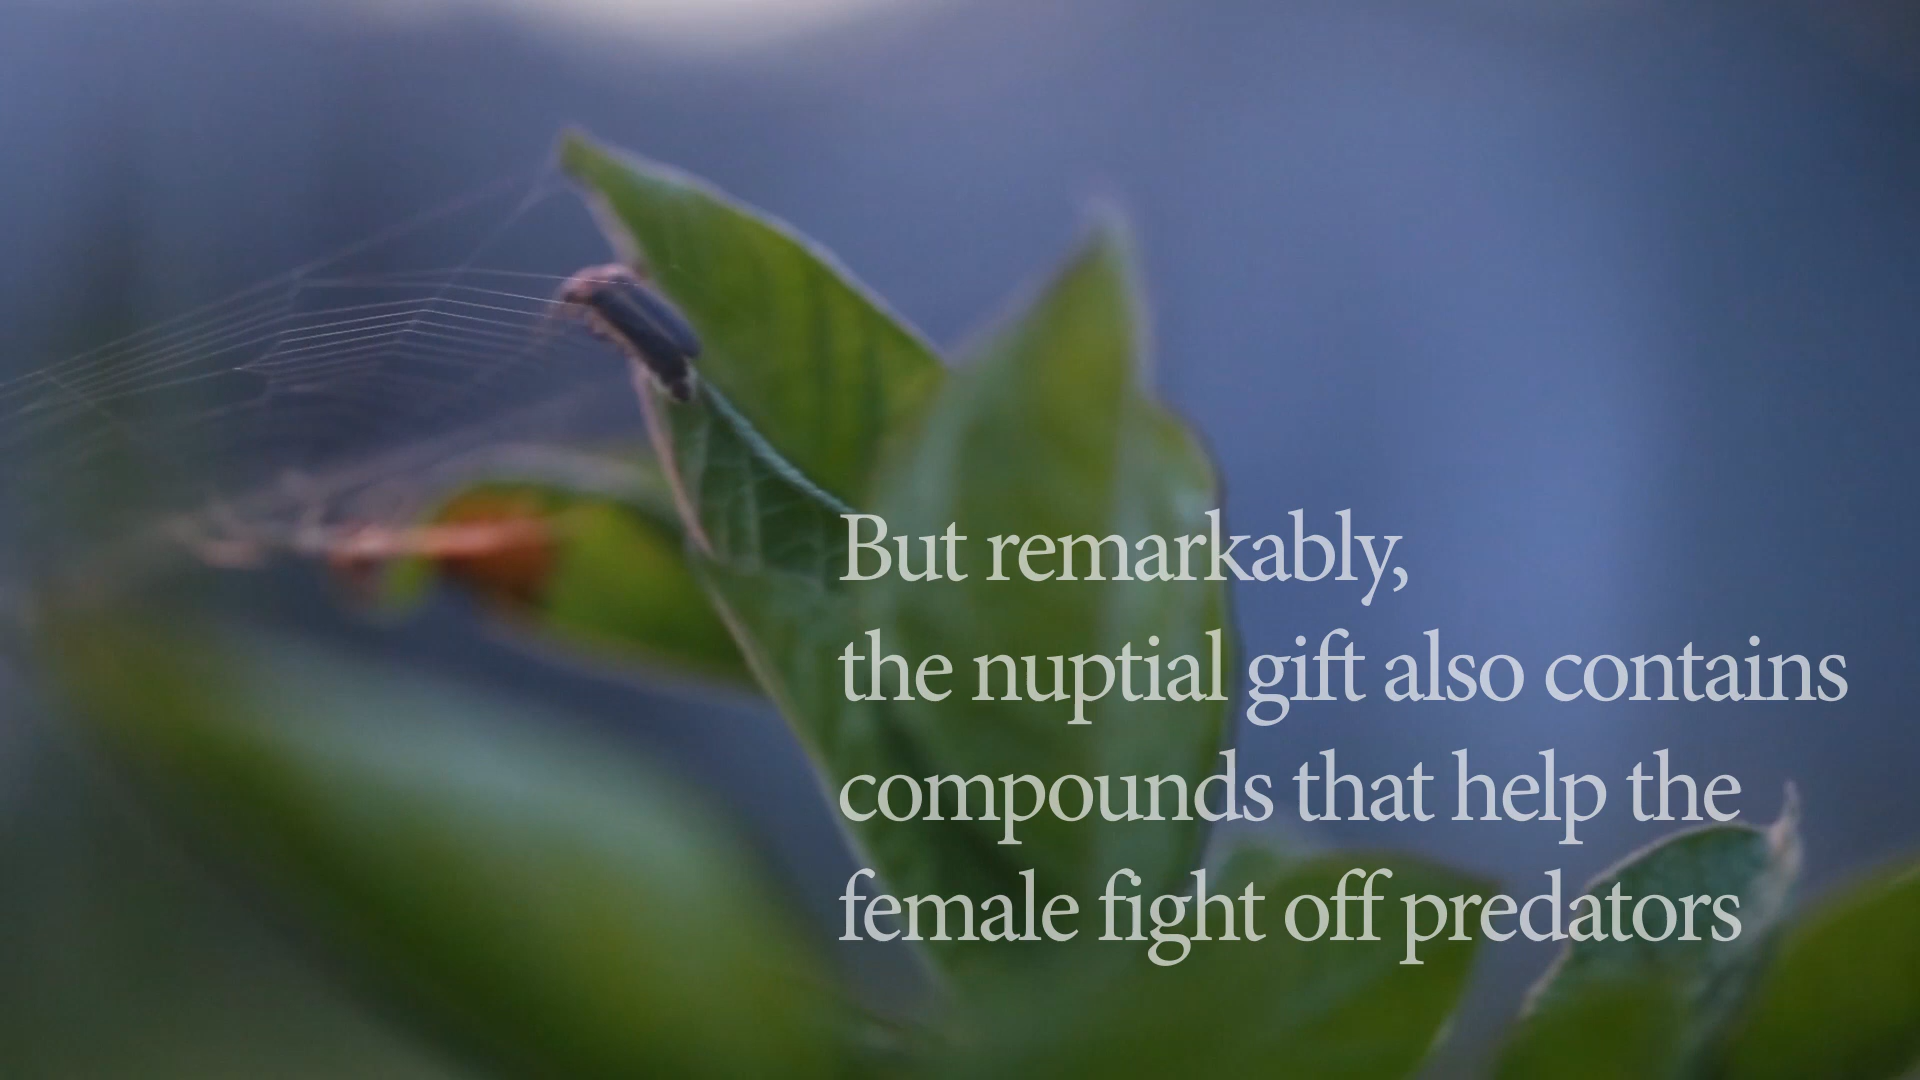 But remarkably,
the nuptial gift also contains
compounds that help the
female fight off predators